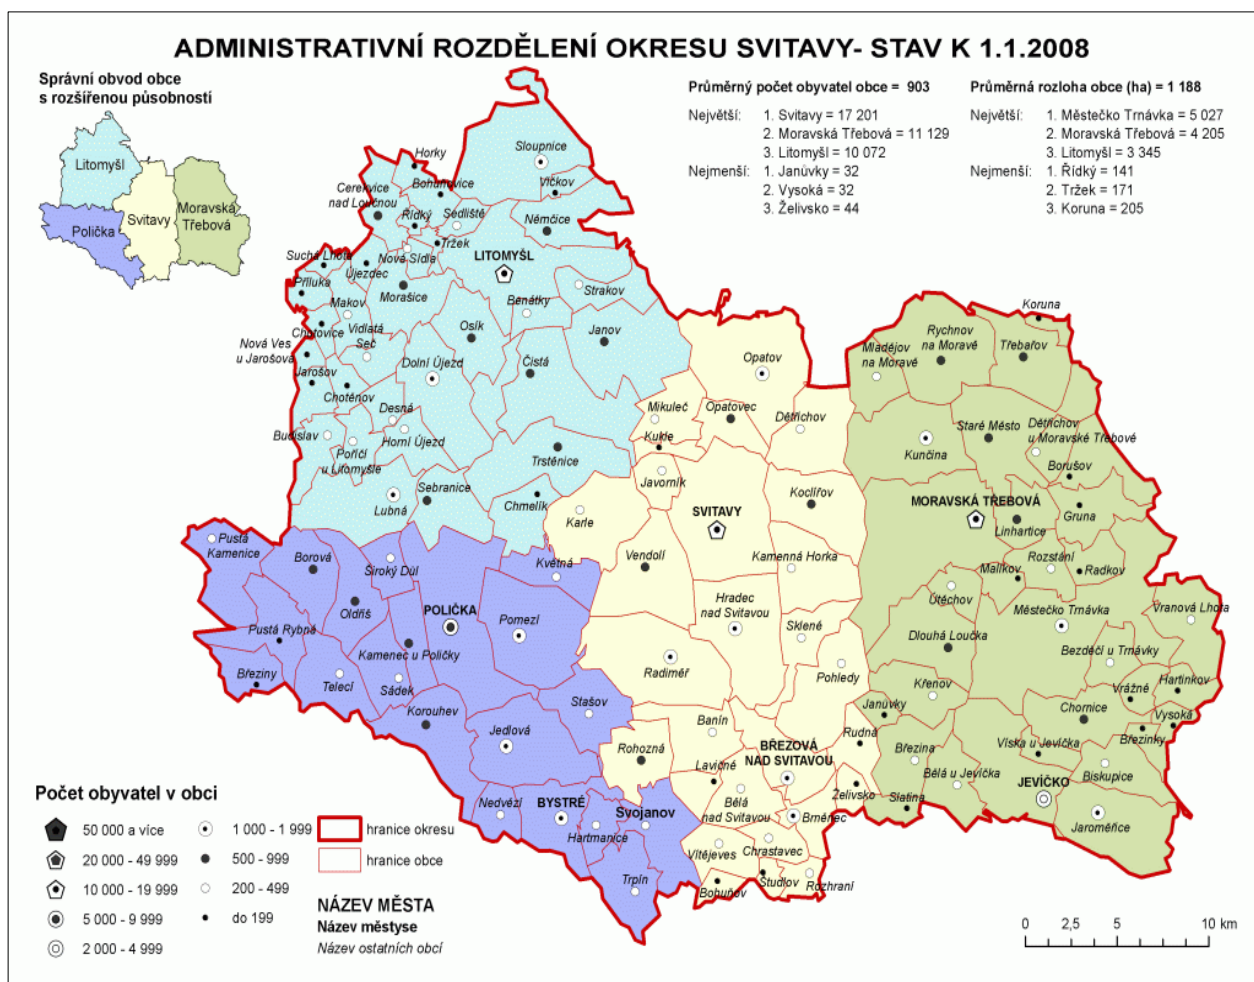 ADMINISTRATIVNÍ ROZDĚLENÍ OKRESU SVITAVY- STAV K 1.1.2008
Správní obvod obce
s rozšířenou působností
Litomyšl
Svitavy
Moravská
Třebová
Polička
Průměrný počet obyvatel obce = 903
Největší: 1. Svitavy = 17 201
2. Moravská Třebová = 11 129
3. Litomyšl = 10 072
Nejmenší: 1. Janůvky = 32
2. Vysoká = 32
3. Želivsko = 44
Průměrná rozloha obce (ha) = 1 188
Největší: 1. Městečko Trnávka = 5 027
2. Moravská Třebová = 4 205
3. Litomyšl = 3 345
Nejmenší: 1. Řídký = 141
2. Tržek = 171
3. Koruna = 205
Horky
Sloupnice
Bohuňovice
Vlčkov
Cerekvice
nad Loučnou
Řídký
Sedliště
Němčice
Tržek
Nová Sídla
Suchá Lhota
Újezdec
LITOMYŠL
Příluka
Morašice
Makov
Benátky
Strakov
Chotovice
Vidlatá
Seč
Osík
Janov
Nová Ves
u Jarošova
Jarošov
Dolní Újezd
Čistá
Chotěnov
Desná
Budislav
Horní Újezd
Poříčí
u Litomyšle
Trstěnice
Sebranice
Lubná
Chmelík
Koruna
Rychnov
na Moravě
Třebařov
Mladějov
na Moravě
Opatov
Mikuleč
Opatovec
Dětřichov
Kukle
Staré Město
Dětřichov
u Moravské Třebové
Kunčina
Borušov
Javorník
Koclířov
MORAVSKÁ TŘEBOVÁ
Gruna
Linhartice
Karle
SVITAVY
Vendolí
Kamenná Horka
Rozstání
Malíkov
Radkov
Pustá
Kamenice
Borová
Široký Důl
Květná
Oldřiš
POLIČKA
Pomezí
Hradec
nad Svitavou
Sklené
Útěchov
Městečko Trnávka
Vranová Lhota
Pustá Rybná
Kamenec u Poličky
Dlouhá Loučka
Bezděčí u Trnávky
Březiny
Telecí
Sádek
Radiměř
Pohledy
Křenov
Hartinkov
Vrážné
Korouhev
Stašov
Janůvky
Chornice
Vysoká
Banín
Březinky
Jedlová
Rohozná
BŘEZOVÁ
NAD SVITAVOU
Rudná
Březina
Víska u Jevíčka
Lavičné
Bělá u Jevíčka
Biskupice
JEVÍČKO
Želivsko
Bělá
nad Svitavou
Slatina
Nedvězí
BYSTRÉ
Svojanov
Brněnec
Jaroměřice
Hartmanice
Chrastavec
Vítějeves
Trpín
Bohuňov
Študlov
Rozhraní
Počet obyvatel v obci
50 000 a více
20 000 - 49 999
10 000 - 19 999
5 000 - 9 999
2 000 - 4 999
1 000 - 1 999
500 - 999
200 - 499
do 199
hranice okresu
hranice obce
NÁZEV MĚSTA
Název městyse
Název ostatních obcí
0 2,5 5 10 km